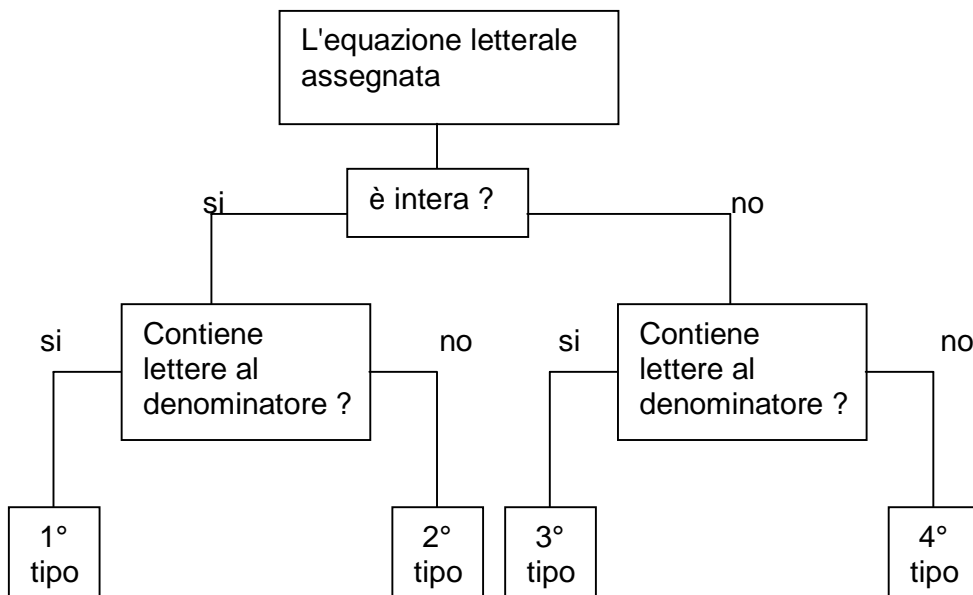 L'equazione letterale
assegnata
è intera ?
si
no
si
Contiene
lettere al
denominatore ?
no
si
Contiene
lettere al
denominatore ?
no
1°
tipo
2°
tipo
3°
tipo
4°
tipo